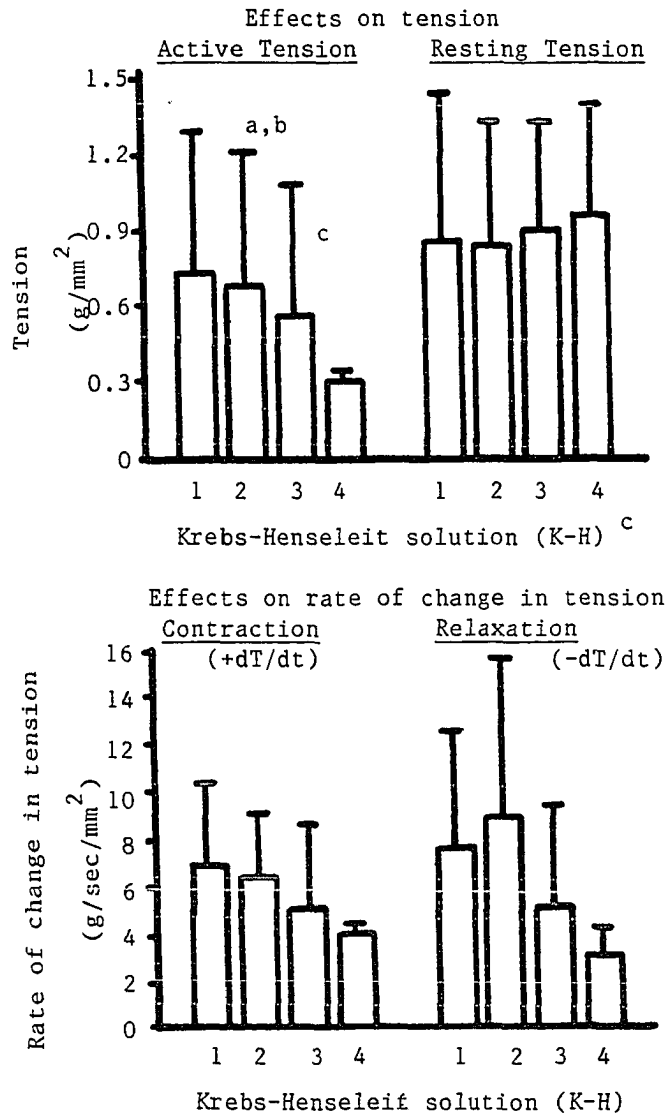 Effects on tension
Active Tension Resting Tension
1.5
1.2
0.9
0.6
0.3
0
Tension
(g/mm²)
a,b
c
1 2 3 4 1 2 3 4
Krebs-Henseleit solution (K-H) c
Effects on rate of change in tension
Contraction Relaxation
(+dT/dt) (-dT/dt)
16
14
12
10
8
6
4
2
0
Rate of change in tension
(g/sec/mm²)
1 2 3 4 1 2 3 4
Krebs-Henseleit solution (K-H)